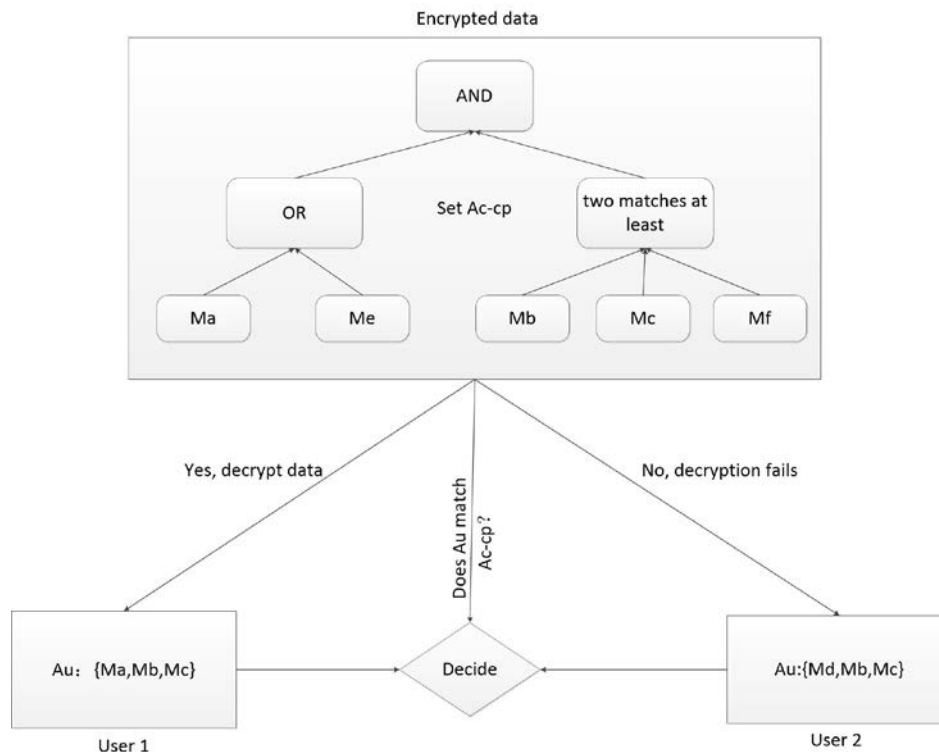 Encrypted data
AND
OR
Set Ac-cp
two matches at
least
Ma
Me
Mb
Mc
Mf
Yes, decrypt data
Does Au match
Ac-cp?
No, decryption fails
Au: {Ma,Mb,Mc}
Decide
Au:{Md,Mb,Mc}
User 1
User 2